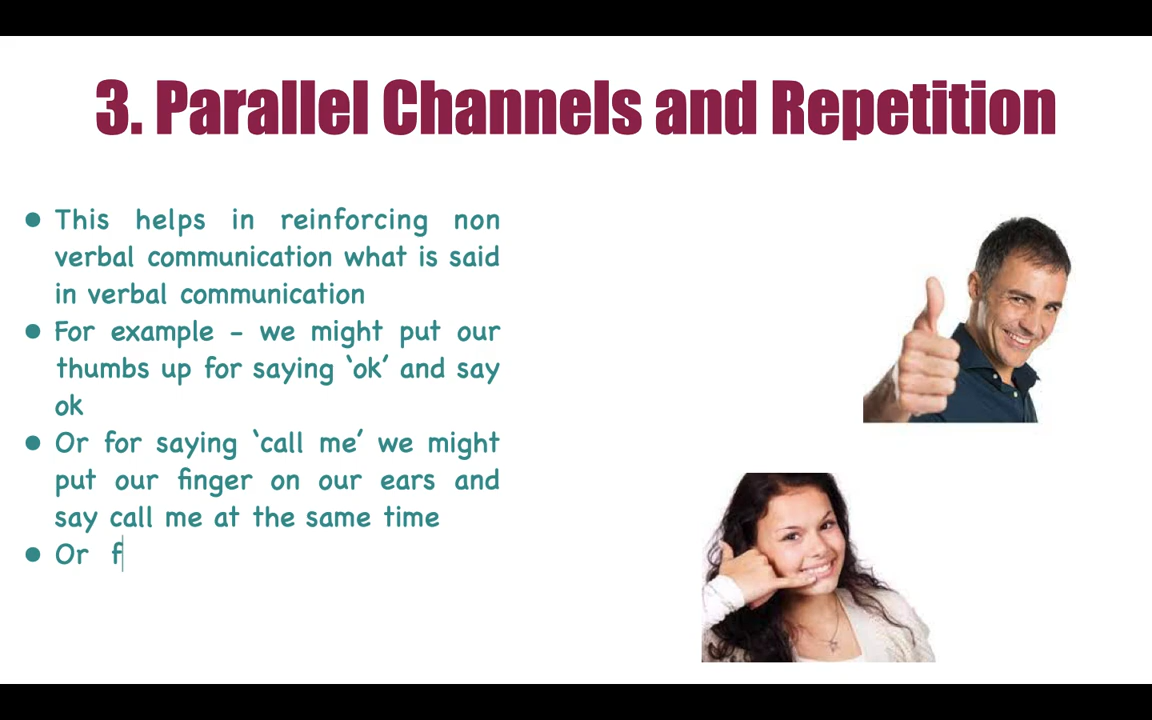 3. Parallel Channels and Repetition
● This helps in reinforcing non
verbal communication what is said
in verbal communication
● For example - we might put our
thumbs up for saying ‘ok’ and say
ok
● Or for saying ‘call me’ we might
put our finger on our ears and
say call me at the same time
● Or f